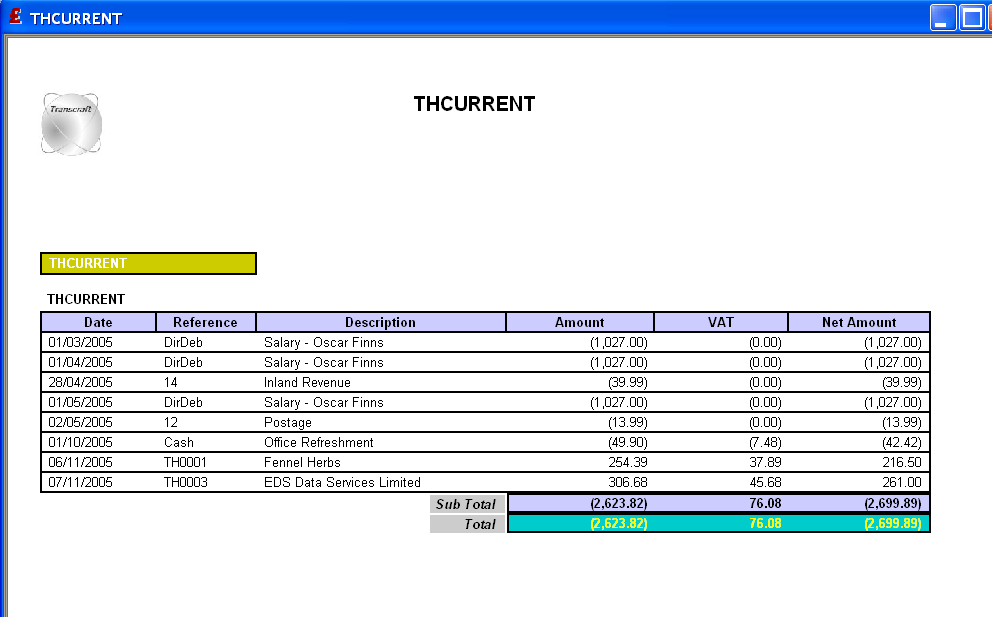 THCURRENT
Transcraft
THCURRENT
THCURRENT
THCURRENT
Date Reference Description Amount VAT Net Amount
01/03/2005 DirDeb Salary - Oscar Finns (1,027.00) (0.00) (1,027.00)
01/04/2005 DirDeb Salary - Oscar Finns (1,027.00) (0.00) (1,027.00)
28/04/2005 14 Inland Revenue (39.99) (0.00) (39.99)
01/05/2005 DirDeb Salary - Oscar Finns (1,027.00) (0.00) (1,027.00)
02/05/2005 12 Postage (13.99) (0.00) (13.99)
01/10/2005 Cash Office Refreshment (49.90) (7.48) (42.42)
06/11/2005 TH0001 Fennel Herbs 254.39 37.89 216.50
07/11/2005 TH0003 EDS Data Services Limited 306.68 45.68 261.00
Sub Total (2,623.82) 76.08 (2,699.89)
Total (2,623.82) 76.08 (2,699.89)